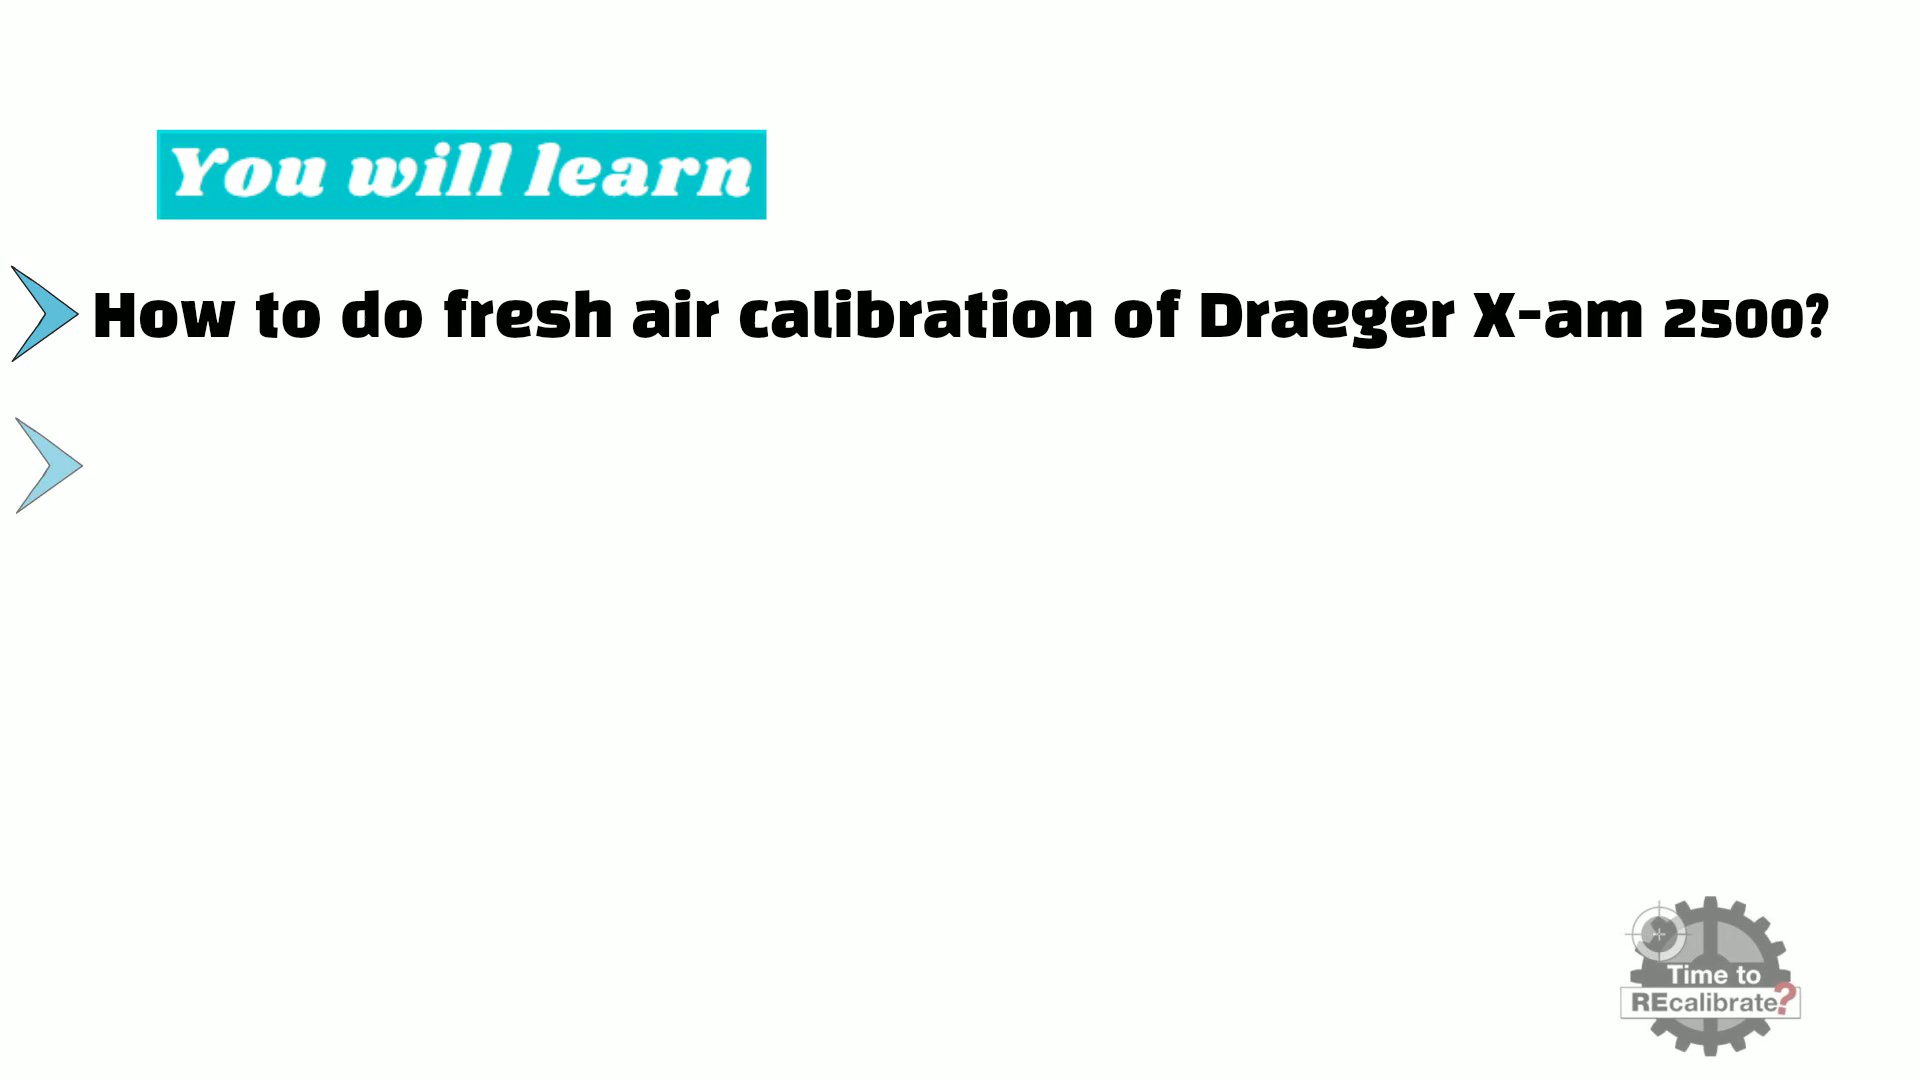 You will learn
How to do fresh air calibration of Draeger X-am 2500?
Time to
REcalibrate?